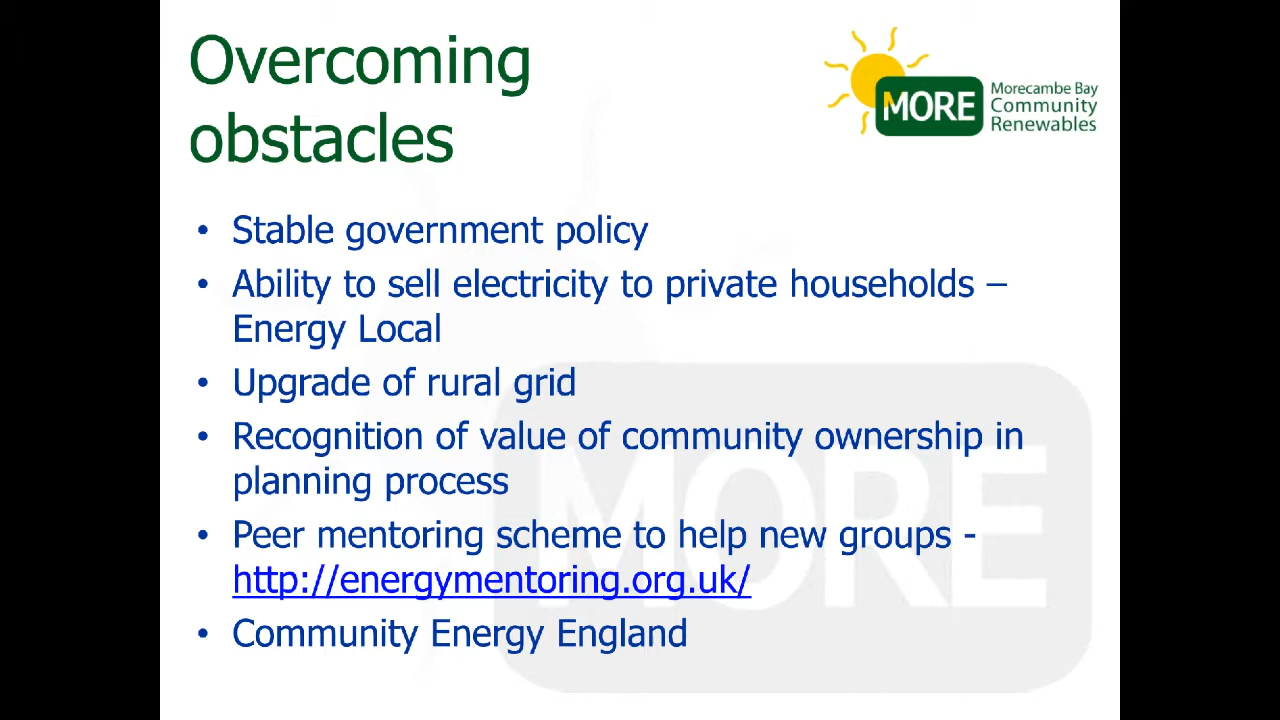 Overcoming
obstacles
MORE
Morecambe Bay
Community
Renewables
• Stable government policy
• Ability to sell electricity to private households –
Energy Local
• Upgrade of rural grid
• Recognition of value of community ownership in
planning process
• Peer mentoring scheme to help new groups -
http://energymentoring.org.uk/
• Community Energy England
MORE